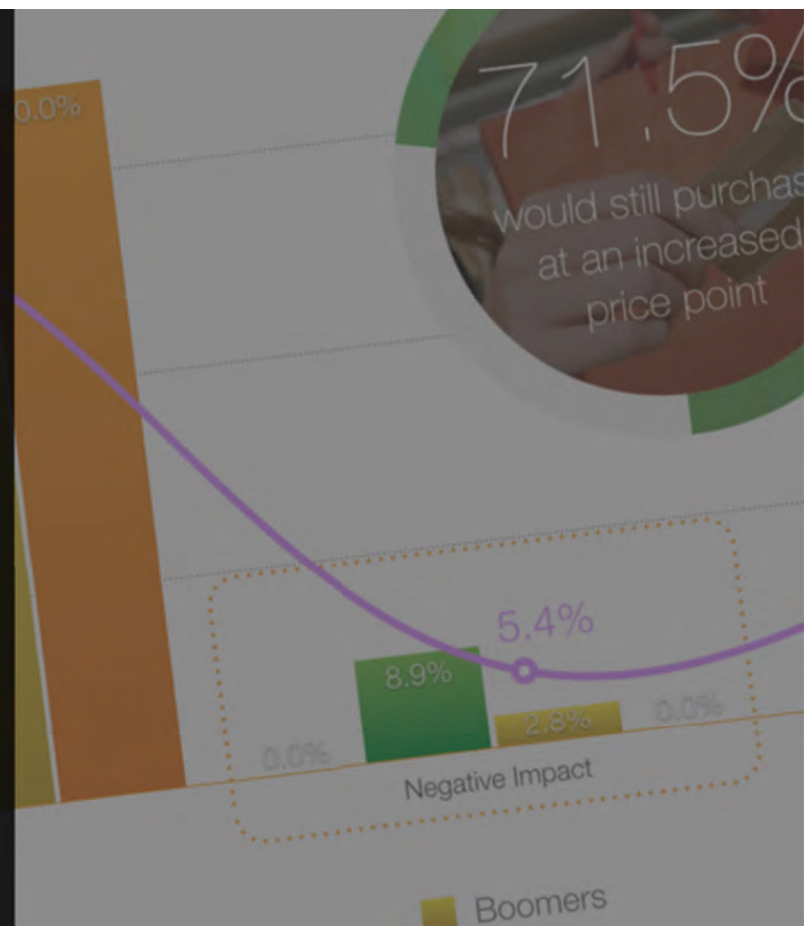 0.0%
71.5%
would still purchas
at an increased
price point
5.4%
8.9%
2.8%
0.0%
0.0%
Negative Impact
Boomers